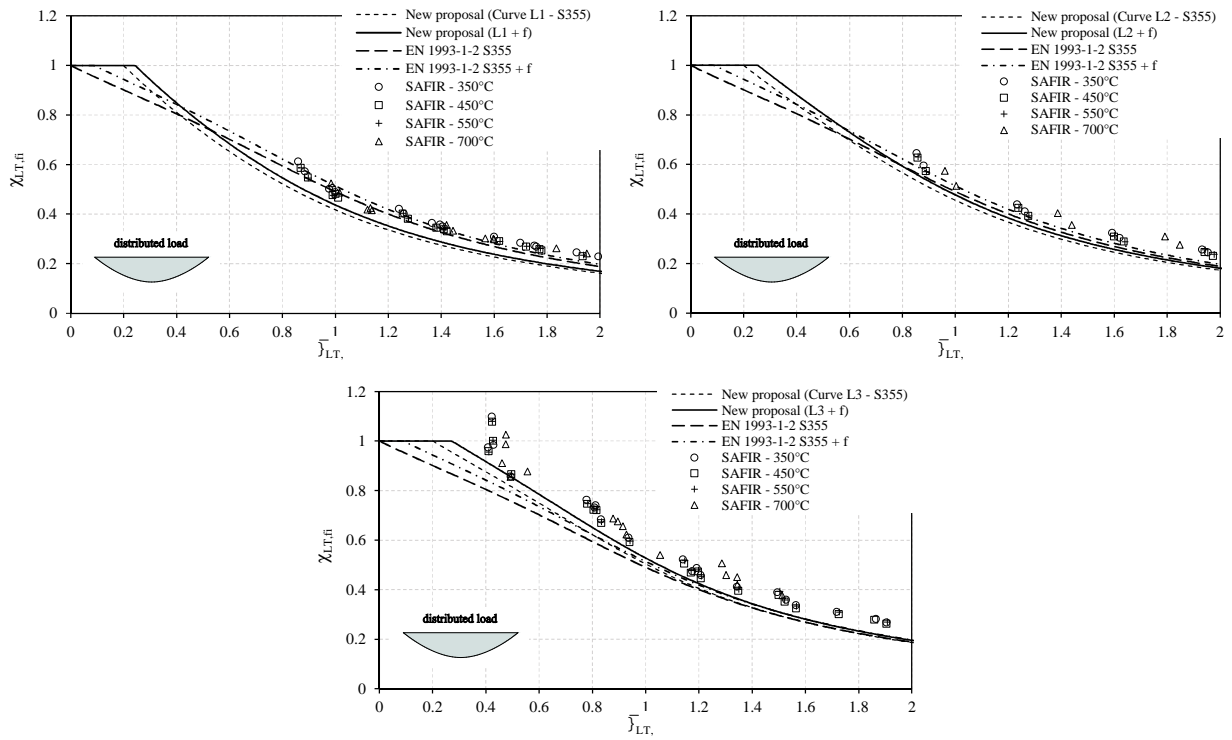 New proposal (Curve L1 - S355)
New proposal (L1 + f)
EN 1993-1-2 S355
EN 1993-1-2 S355 + f
SAFIR - 350°C
SAFIR - 450°C
SAFIR - 550°C
SAFIR - 700°C
1.2
1
0.8
0.6
0.4
0.2
0
χLT,fi
distributed load
0 0.2 0.4 0.6 0.8 1 1.2 1.4 1.6 1.8 2
LT,
New proposal (Curve L2 - S355)
New proposal (L2 + f)
EN 1993-1-2 S355
EN 1993-1-2 S355 + f
SAFIR - 350°C
SAFIR - 450°C
SAFIR - 550°C
SAFIR - 700°C
1.2
1
0.8
0.6
0.4
0.2
0
χLT,fi
distributed load
0 0.2 0.4 0.6 0.8 1 1.2 1.4 1.6 1.8 2
LT,
New proposal (Curve L3 - S355)
New proposal (L3 + f)
EN 1993-1-2 S355
EN 1993-1-2 S355 + f
SAFIR - 350°C
SAFIR - 450°C
SAFIR - 550°C
SAFIR - 700°C
1.2
1
0.8
0.6
0.4
0.2
0
χLT,fi
distributed load
0 0.2 0.4 0.6 0.8 1.0 1.2 1.4 1.6 1.8 2
LT,